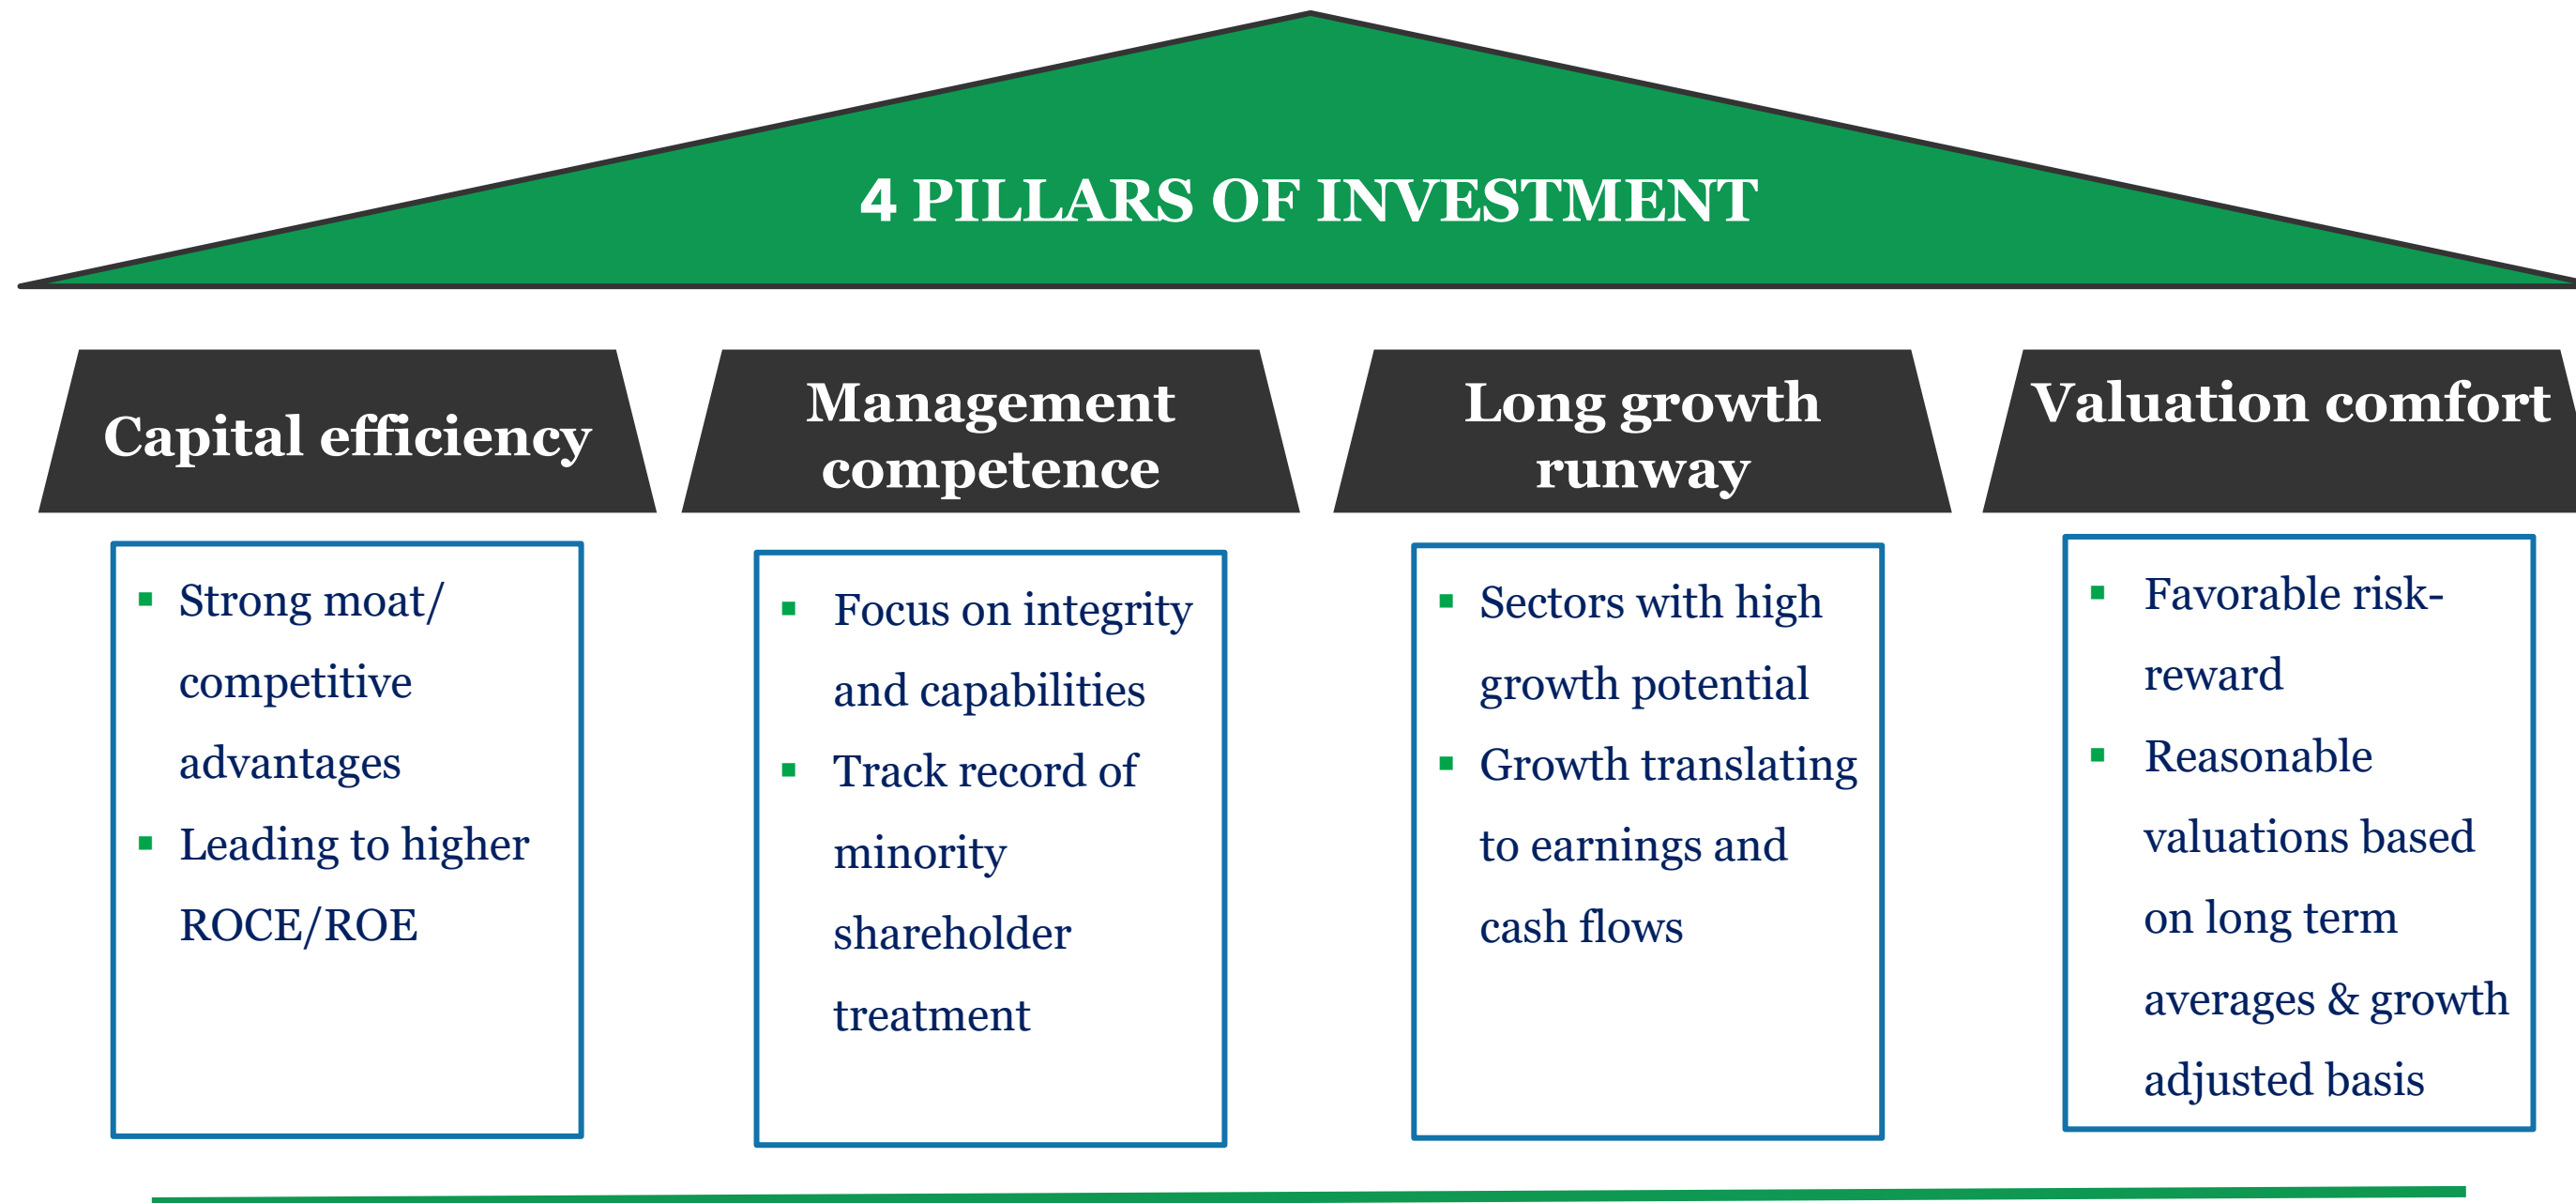 4 PILLARS OF INVESTMENT
Capital efficiency
Strong moat/
competitive
advantages
Leading to higher
ROCE/ROE
Management
competence
Focus on integrity
and capabilities
Track record of
minority
shareholder
treatment
Long growth
runway
Sectors with high
growth potential
Growth translating
to earnings and
cash flows
Valuation comfort
Favorable risk-
reward
Reasonable
valuations based
on long term
averages & growth
adjusted basis